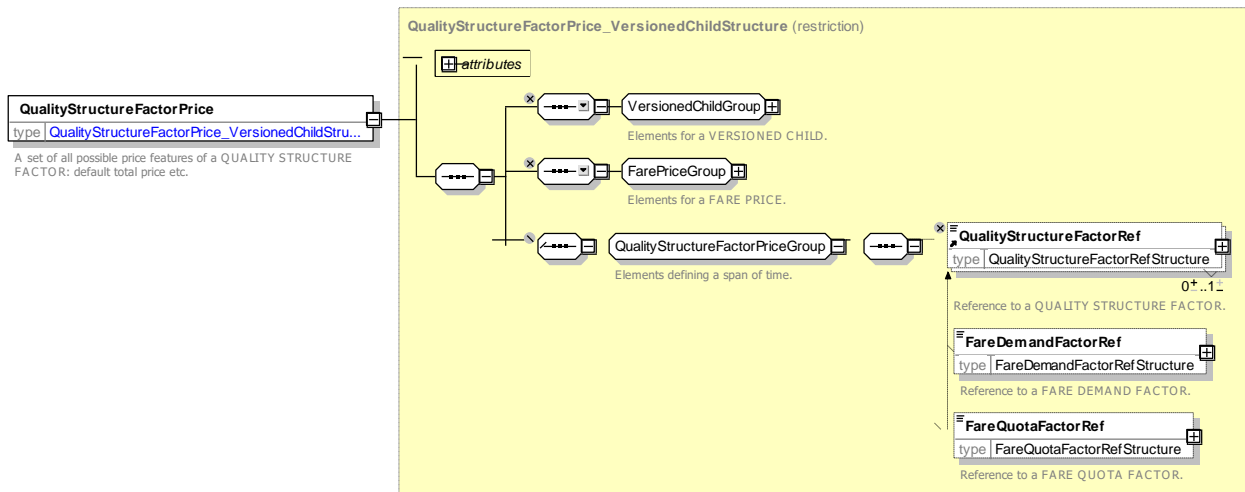 QualityStructureFactorPrice_VersionedChildStructure (restriction)
attributes
QualityStructureFactorPrice
type QualityStructureFactorPrice_VersionedChildStru...
A set of all possible price features of a QUALITY STRUCTURE
FACTOR: default total price etc.
VersionedChildGroup
Elements for a VERSIONED CHILD.
FarePriceGroup
Elements for a FARE PRICE.
QualityStructureFactorPriceGroup
Elements defining a span of time.
QualityStructureFactorRef
type QualityStructureFactorRefStructure
0..1
Reference to a QUALITY STRUCTURE FACTOR.
FareDemandFactorRef
type FareDemandFactorRefStructure
Reference to a FARE DEMAND FACTOR.
FareQuotaFactorRef
type FareQuotaFactorRefStructure
Reference to a FARE QUOTA FACTOR.